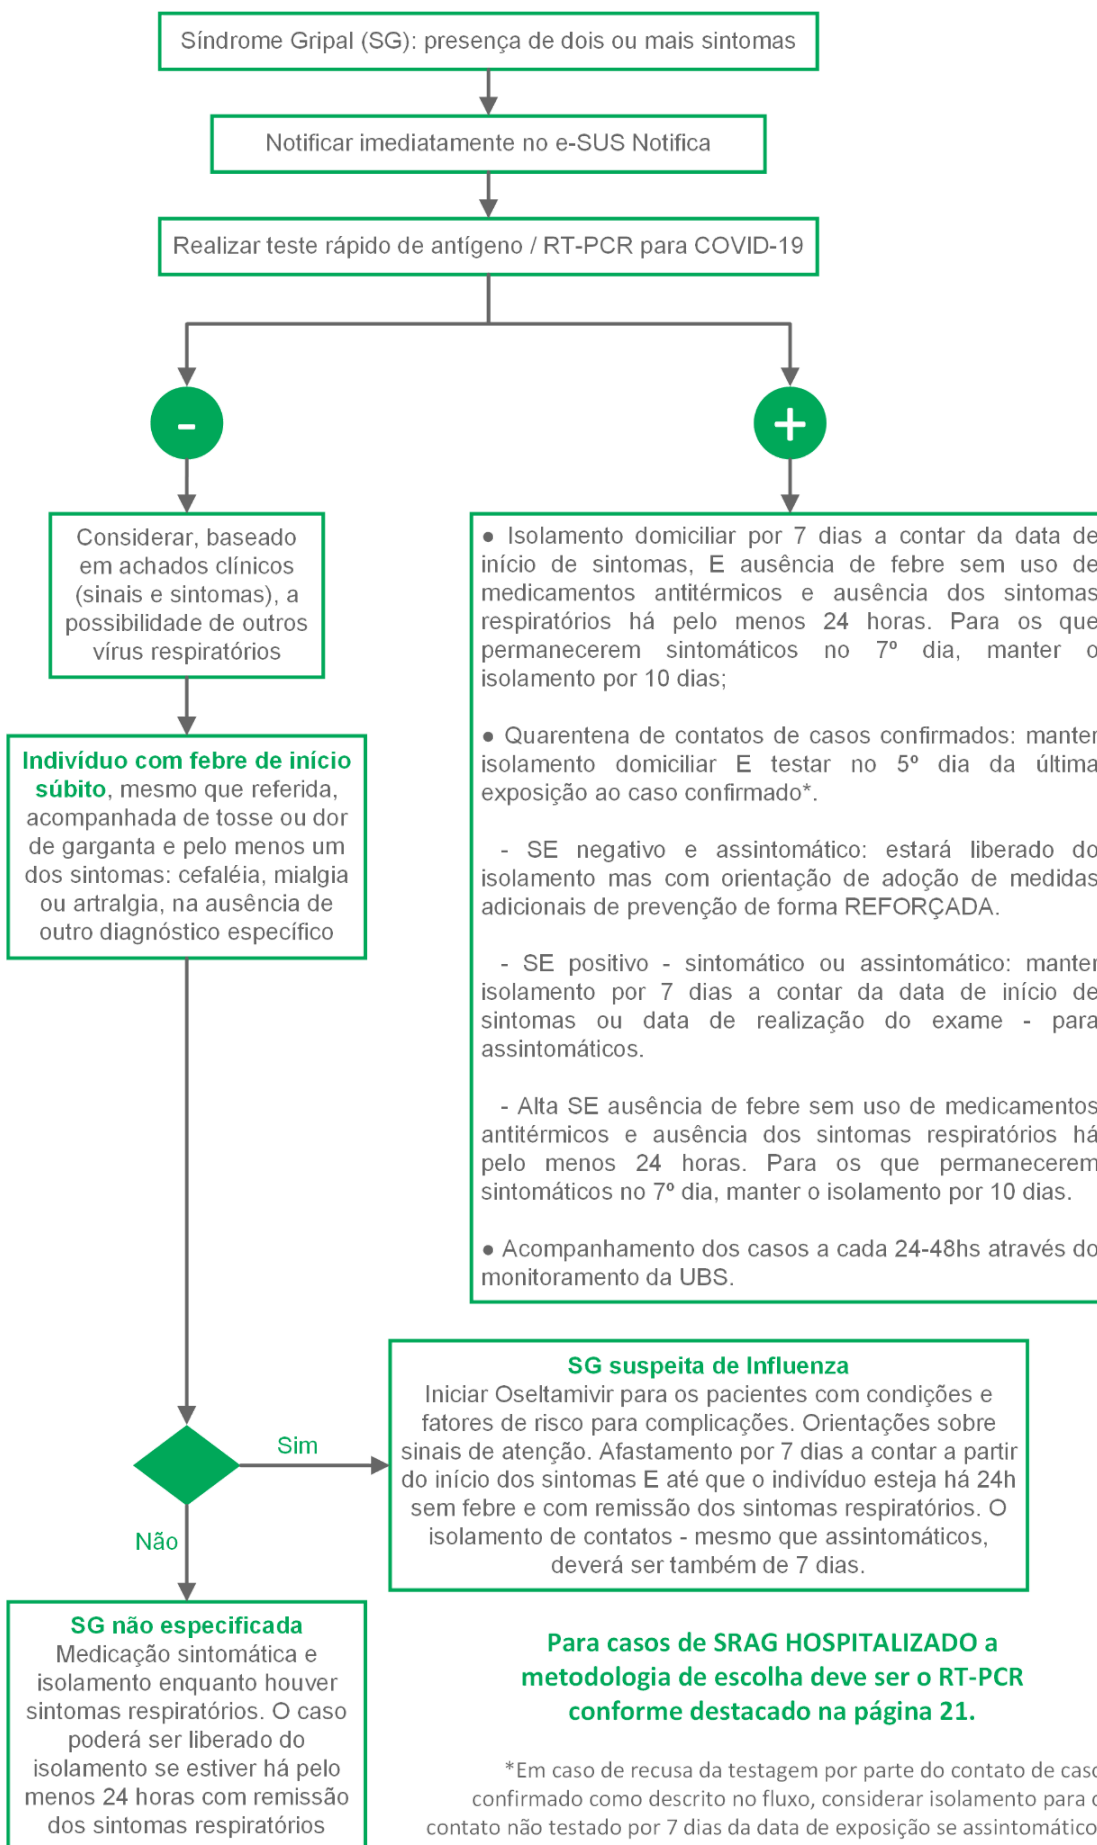 Síndrome Gripal (SG): presença de dois ou mais sintomas
Notificar imediatamente no e-SUS Notifica
Realizar teste rápido de antígeno / RT-PCR para COVID-19
-
+
Considerar, baseado
em achados clínicos
(sinais e sintomas), a
possibilidade de outros
vírus respiratórios
Indivíduo com febre de início
súbito, mesmo que referida,
acompanhada de tosse ou dor
de garganta e pelo menos um
dos sintomas: cefaléia, mialgia
ou artralgia, na ausência de
outro diagnóstico específico
● Isolamento domiciliar por 7 dias a contar da data de
início de sintomas, E ausência de febre sem uso de
medicamentos antitérmicos e ausência dos sintomas
respiratórios há pelo menos 24 horas. Para os que
permanecerem sintomáticos no 7º dia, manter o
isolamento por 10 dias;
● Quarentena de contatos de casos confirmados: manter
isolamento domiciliar E testar no 5º dia da última
exposição ao caso confirmado*.
- SE negativo e assintomático: estará liberado do
isolamento mas com orientação de adoção de medidas
adicionais de prevenção de forma REFORÇADA.
- SE positivo - sintomático ou assintomático: manter
isolamento por 7 dias a contar da data de início de
sintomas ou data de realização do exame - para
assintomáticos.
- Alta SE ausência de febre sem uso de medicamentos
antitérmicos e ausência dos sintomas respiratórios há
pelo menos 24 horas. Para os que permanecerem
sintomáticos no 7º dia, manter o isolamento por 10 dias.
● Acompanhamento dos casos a cada 24-48hs através do
monitoramento da UBS.
Sim
SG suspeita de Influenza
Iniciar Oseltamivir para os pacientes com condições e
fatores de risco para complicações. Orientações sobre
sinais de atenção. Afastamento por 7 dias a contar a partir
do início dos sintomas E até que o indivíduo esteja há 24h
sem febre e com remissão dos sintomas respiratórios. O
isolamento de contatos - mesmo que assintomáticos,
deverá ser também de 7 dias.
Não
SG não especificada
Medicação sintomática e
isolamento enquanto houver
sintomas respiratórios. O caso
poderá ser liberado do
isolamento se estiver há pelo
menos 24 horas com remissão
dos sintomas respiratórios
Para casos de SRAG HOSPITALIZADO a
metodologia de escolha deve ser o RT-PCR
conforme destacado na página 21.
*Em caso de recusa da testagem por parte do contato de caso
confirmado como descrito no fluxo, considerar isolamento para o
contato não testado por 7 dias da data de exposição se assintomático